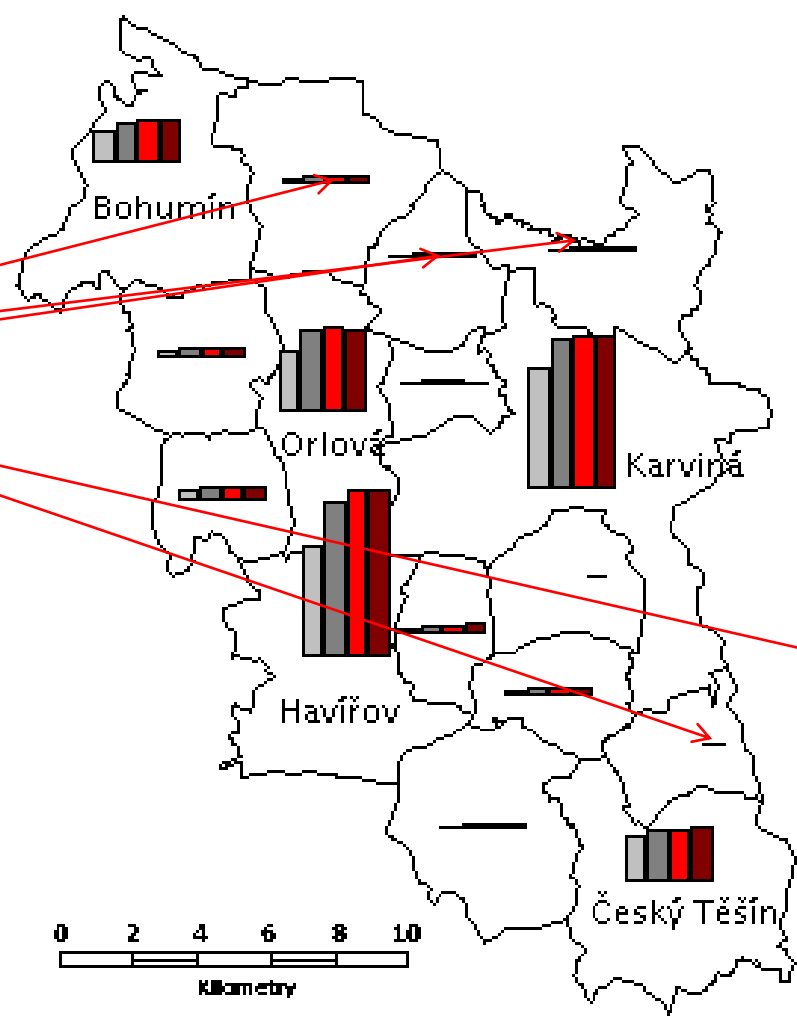 Bohumín
Orlová
Karviná
Havířov
Český Těšín
0 2 4 6 8 10
Kilometry